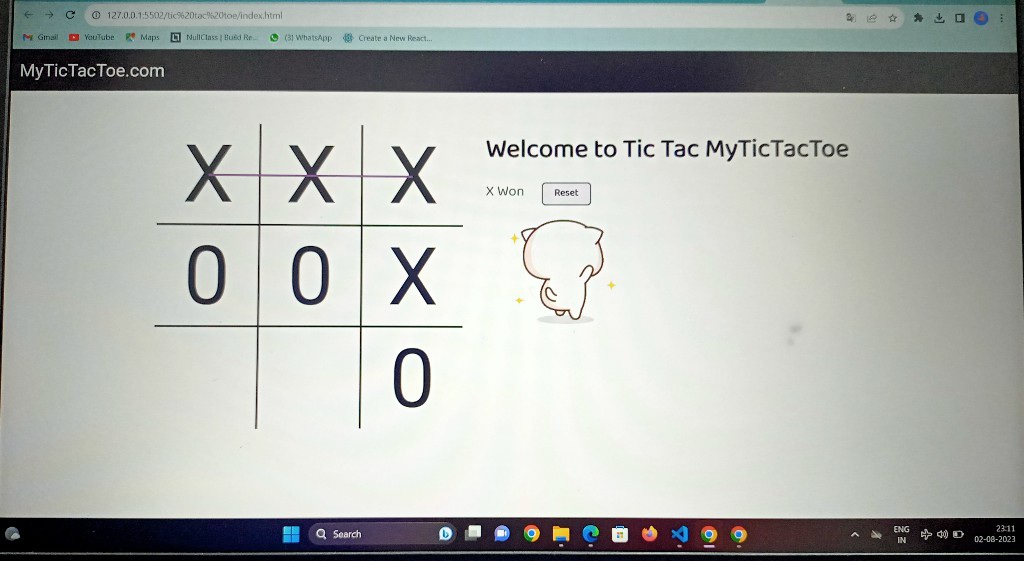 127.0.0.1:5502/tic%20tac%20toe/index.html
Gmail YouTube Maps NullClass | Build Re... (3) WhatsApp Create a New React...
MyTicTacToe.com
Welcome to Tic Tac MyTicTacToe
X Won Reset
X X X
0 0 X
0
Search
ENG
IN
23:11
02-08-2023